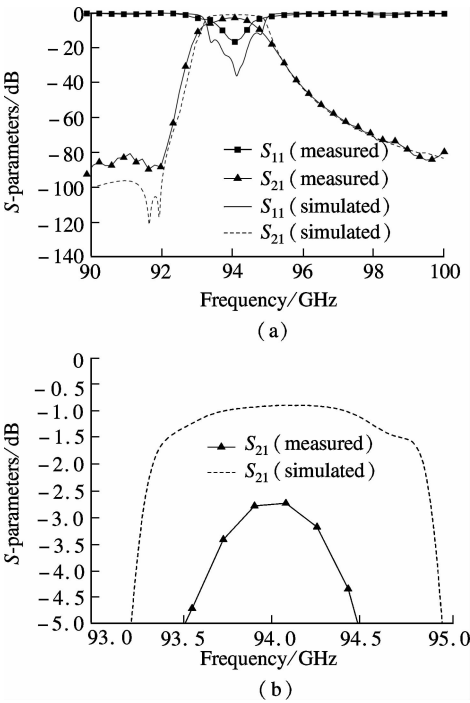 0
-20
-40
-60
-80
-100
-120
-140
S-parameters/dB
S11 (measured)
S21 (measured)
S11 (simulated)
S21 (simulated)
90 92 94 96 98 100
Frequency/GHz
(a)
0
-0.5
-1.0
-1.5
-2.0
-2.5
-3.0
-3.5
-4.0
-4.5
-5.0
S-parameters/dB
S21 (measured)
S21 (simulated)
93.0 93.5 94.0 94.5 95.0
Frequency/GHz
(b)